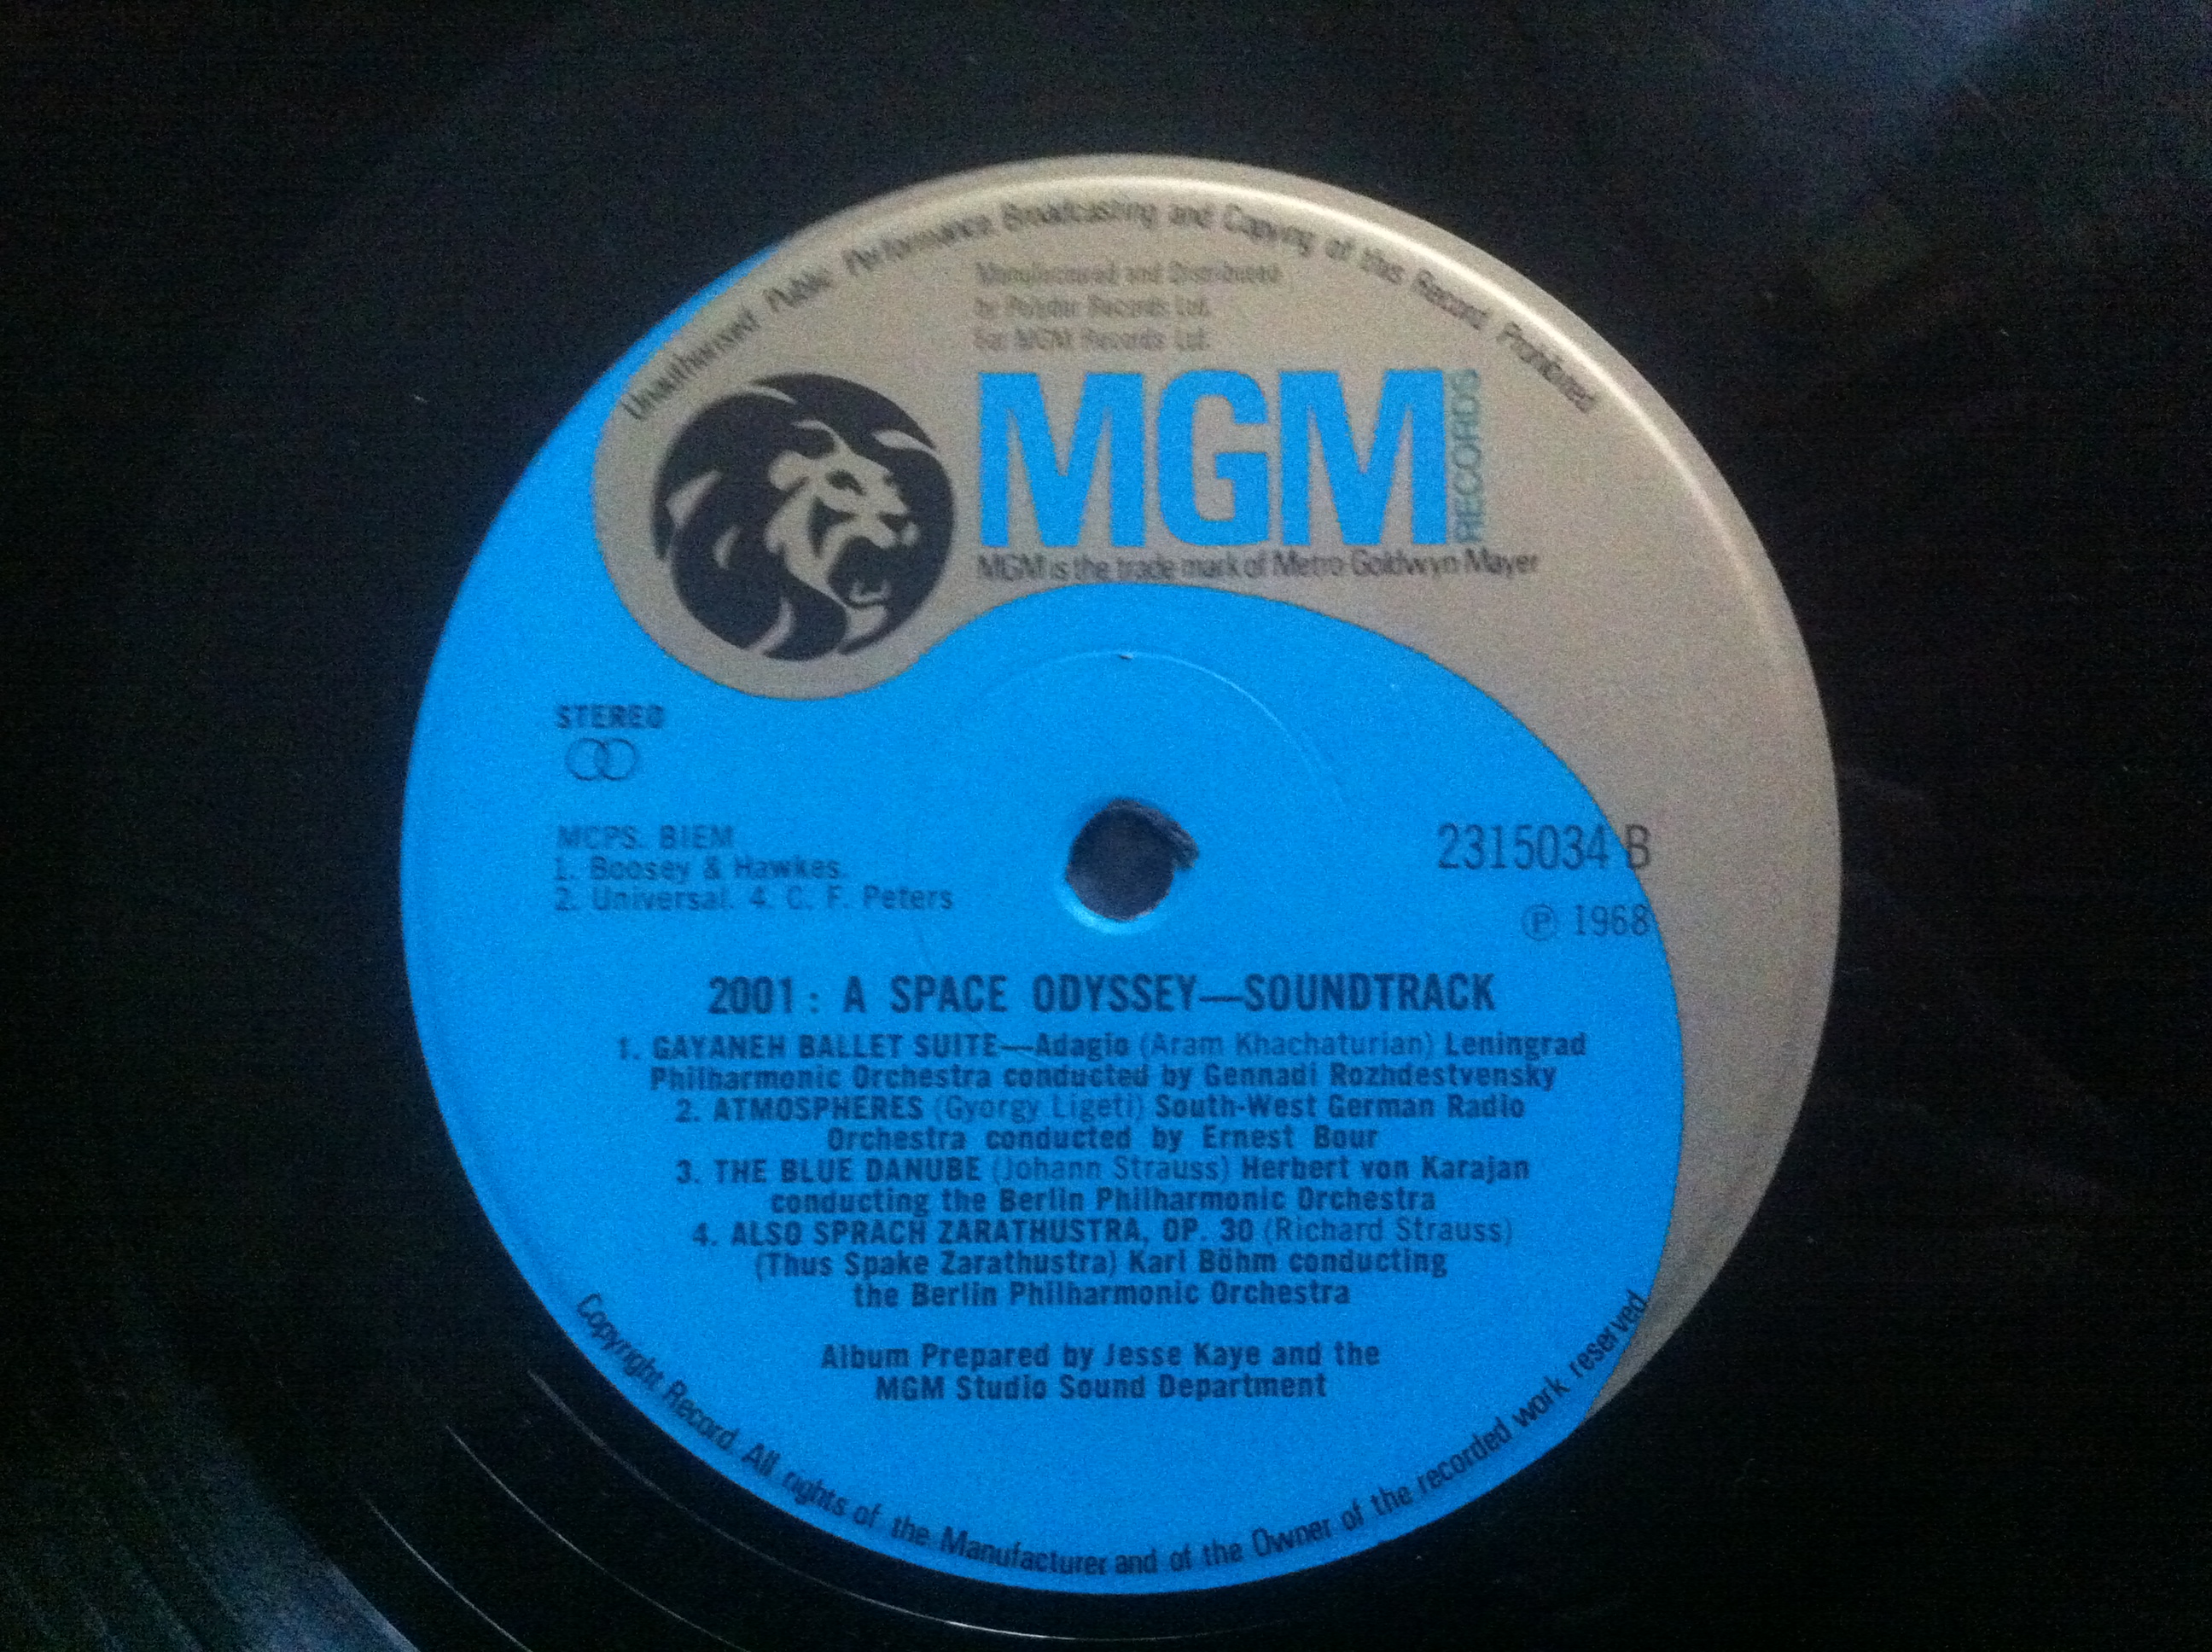 Unauthorised Public Performance Broadcasting and Copying of this Record Prohibited
Manufactured and Distributed
by Polydor Records Ltd.
for MGM Records Ltd.
MGM RECORDS
MGM is the trade mark of Metro-Goldwyn-Mayer
STEREO
MCPS. BIEM
1. Boosey & Hawkes.
2. Universal. 4. C. F. Peters
2315034 B
Ⓟ 1968
2001 : A SPACE ODYSSEY—SOUNDTRACK
1. GAYANEH BALLET SUITE—Adagio (Aram Khachaturian) Leningrad
Philharmonic Orchestra conducted by Gennadi Rozhdestvensky
2. ATMOSPHERES (Gyorgy Ligeti) South-West German Radio
Orchestra conducted by Ernest Bour
3. THE BLUE DANUBE (Johann Strauss) Herbert von Karajan
conducting the Berlin Philharmonic Orchestra
4. ALSO SPRACH ZARATHUSTRA, OP. 30 (Richard Strauss)
(Thus Spake Zarathustra) Karl Böhm conducting
the Berlin Philharmonic Orchestra
Album Prepared by Jesse Kaye and the
MGM Studio Sound Department
Copyright Record. All rights of the Manufacturer and of the Owner of the recorded work reserved